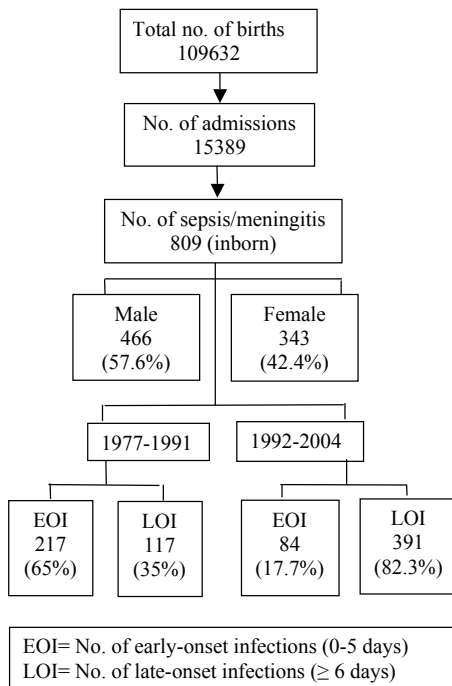 Total no. of births
109632
No. of admissions
15389
No. of sepsis/meningitis
809 (inborn)
Male
466
(57.6%)
Female
343
(42.4%)
1977-1991
1992-2004
EOI
217
(65%)
LOI
117
(35%)
EOI
84
(17.7%)
LOI
391
(82.3%)
EOI= No. of early-onset infections (0-5 days)
LOI= No. of late-onset infections (≥ 6 days)